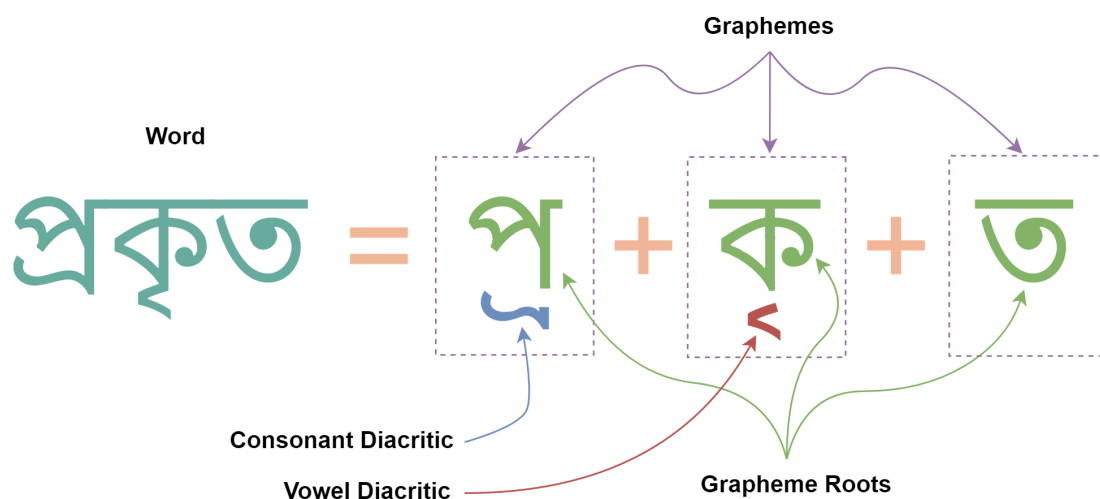 Graphemes
Word
প্রকৃত = প্র + কৃ + ত
Consonant Diacritic
Vowel Diacritic
Grapheme Roots